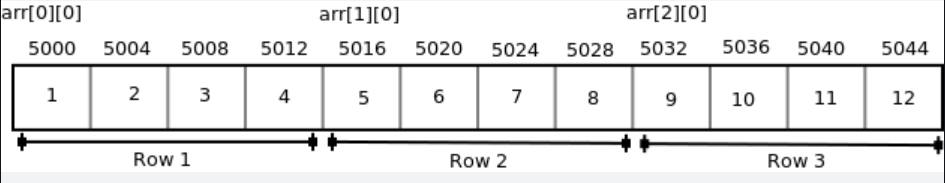 arr[0][0] arr[1][0] arr[2][0]
5000 5004 5008 5012 5016 5020 5024 5028 5032 5036 5040 5044
1 2 3 4 5 6 7 8 9 10 11 12
Row 1 Row 2 Row 3